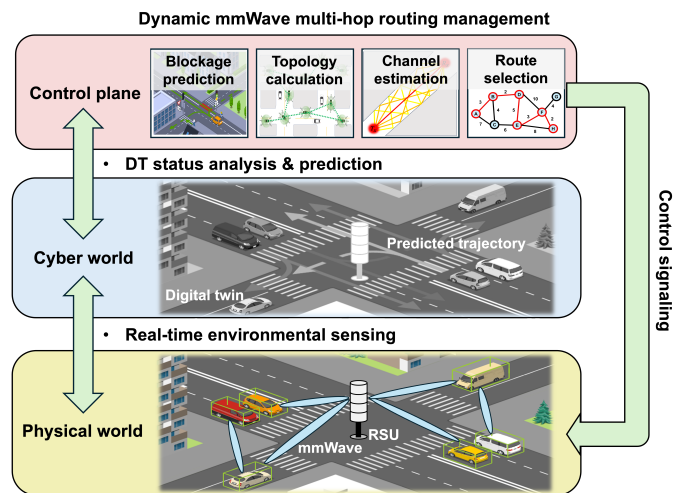 Dynamic mmWave multi-hop routing management
Control plane
Blockage
prediction
Topology
calculation
Channel
estimation
Route
selection
• DT status analysis & prediction
Cyber world
Predicted trajectory
Digital twin
Control signaling
• Real-time environmental sensing
Physical world
RSU
mmWave